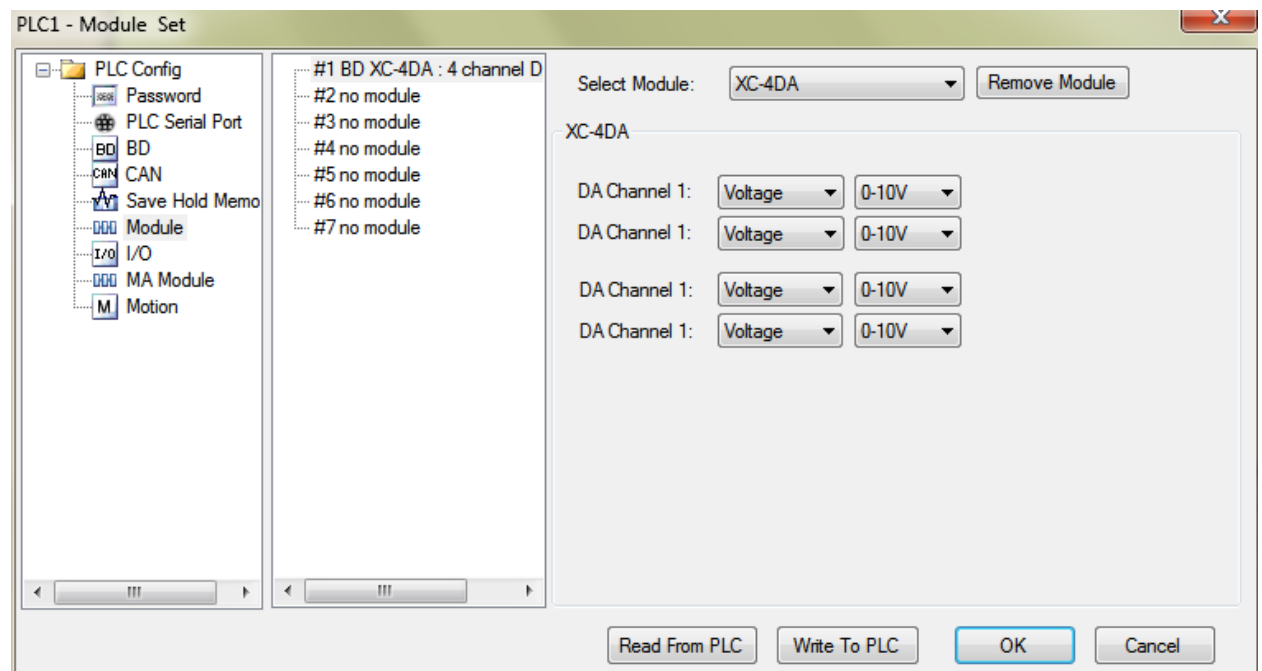 PLC1 - Module Set
PLC Config
Password
PLC Serial Port
BD BD
CAN CAN
Save Hold Memo
Module
I/O I/O
MA Module
M Motion
#1 BD XC-4DA : 4 channel D
#2 no module
#3 no module
#4 no module
#5 no module
#6 no module
#7 no module
Select Module: XC-4DA Remove Module
XC-4DA
DA Channel 1: Voltage 0-10V
DA Channel 1: Voltage 0-10V
DA Channel 1: Voltage 0-10V
DA Channel 1: Voltage 0-10V
Read From PLC Write To PLC OK Cancel